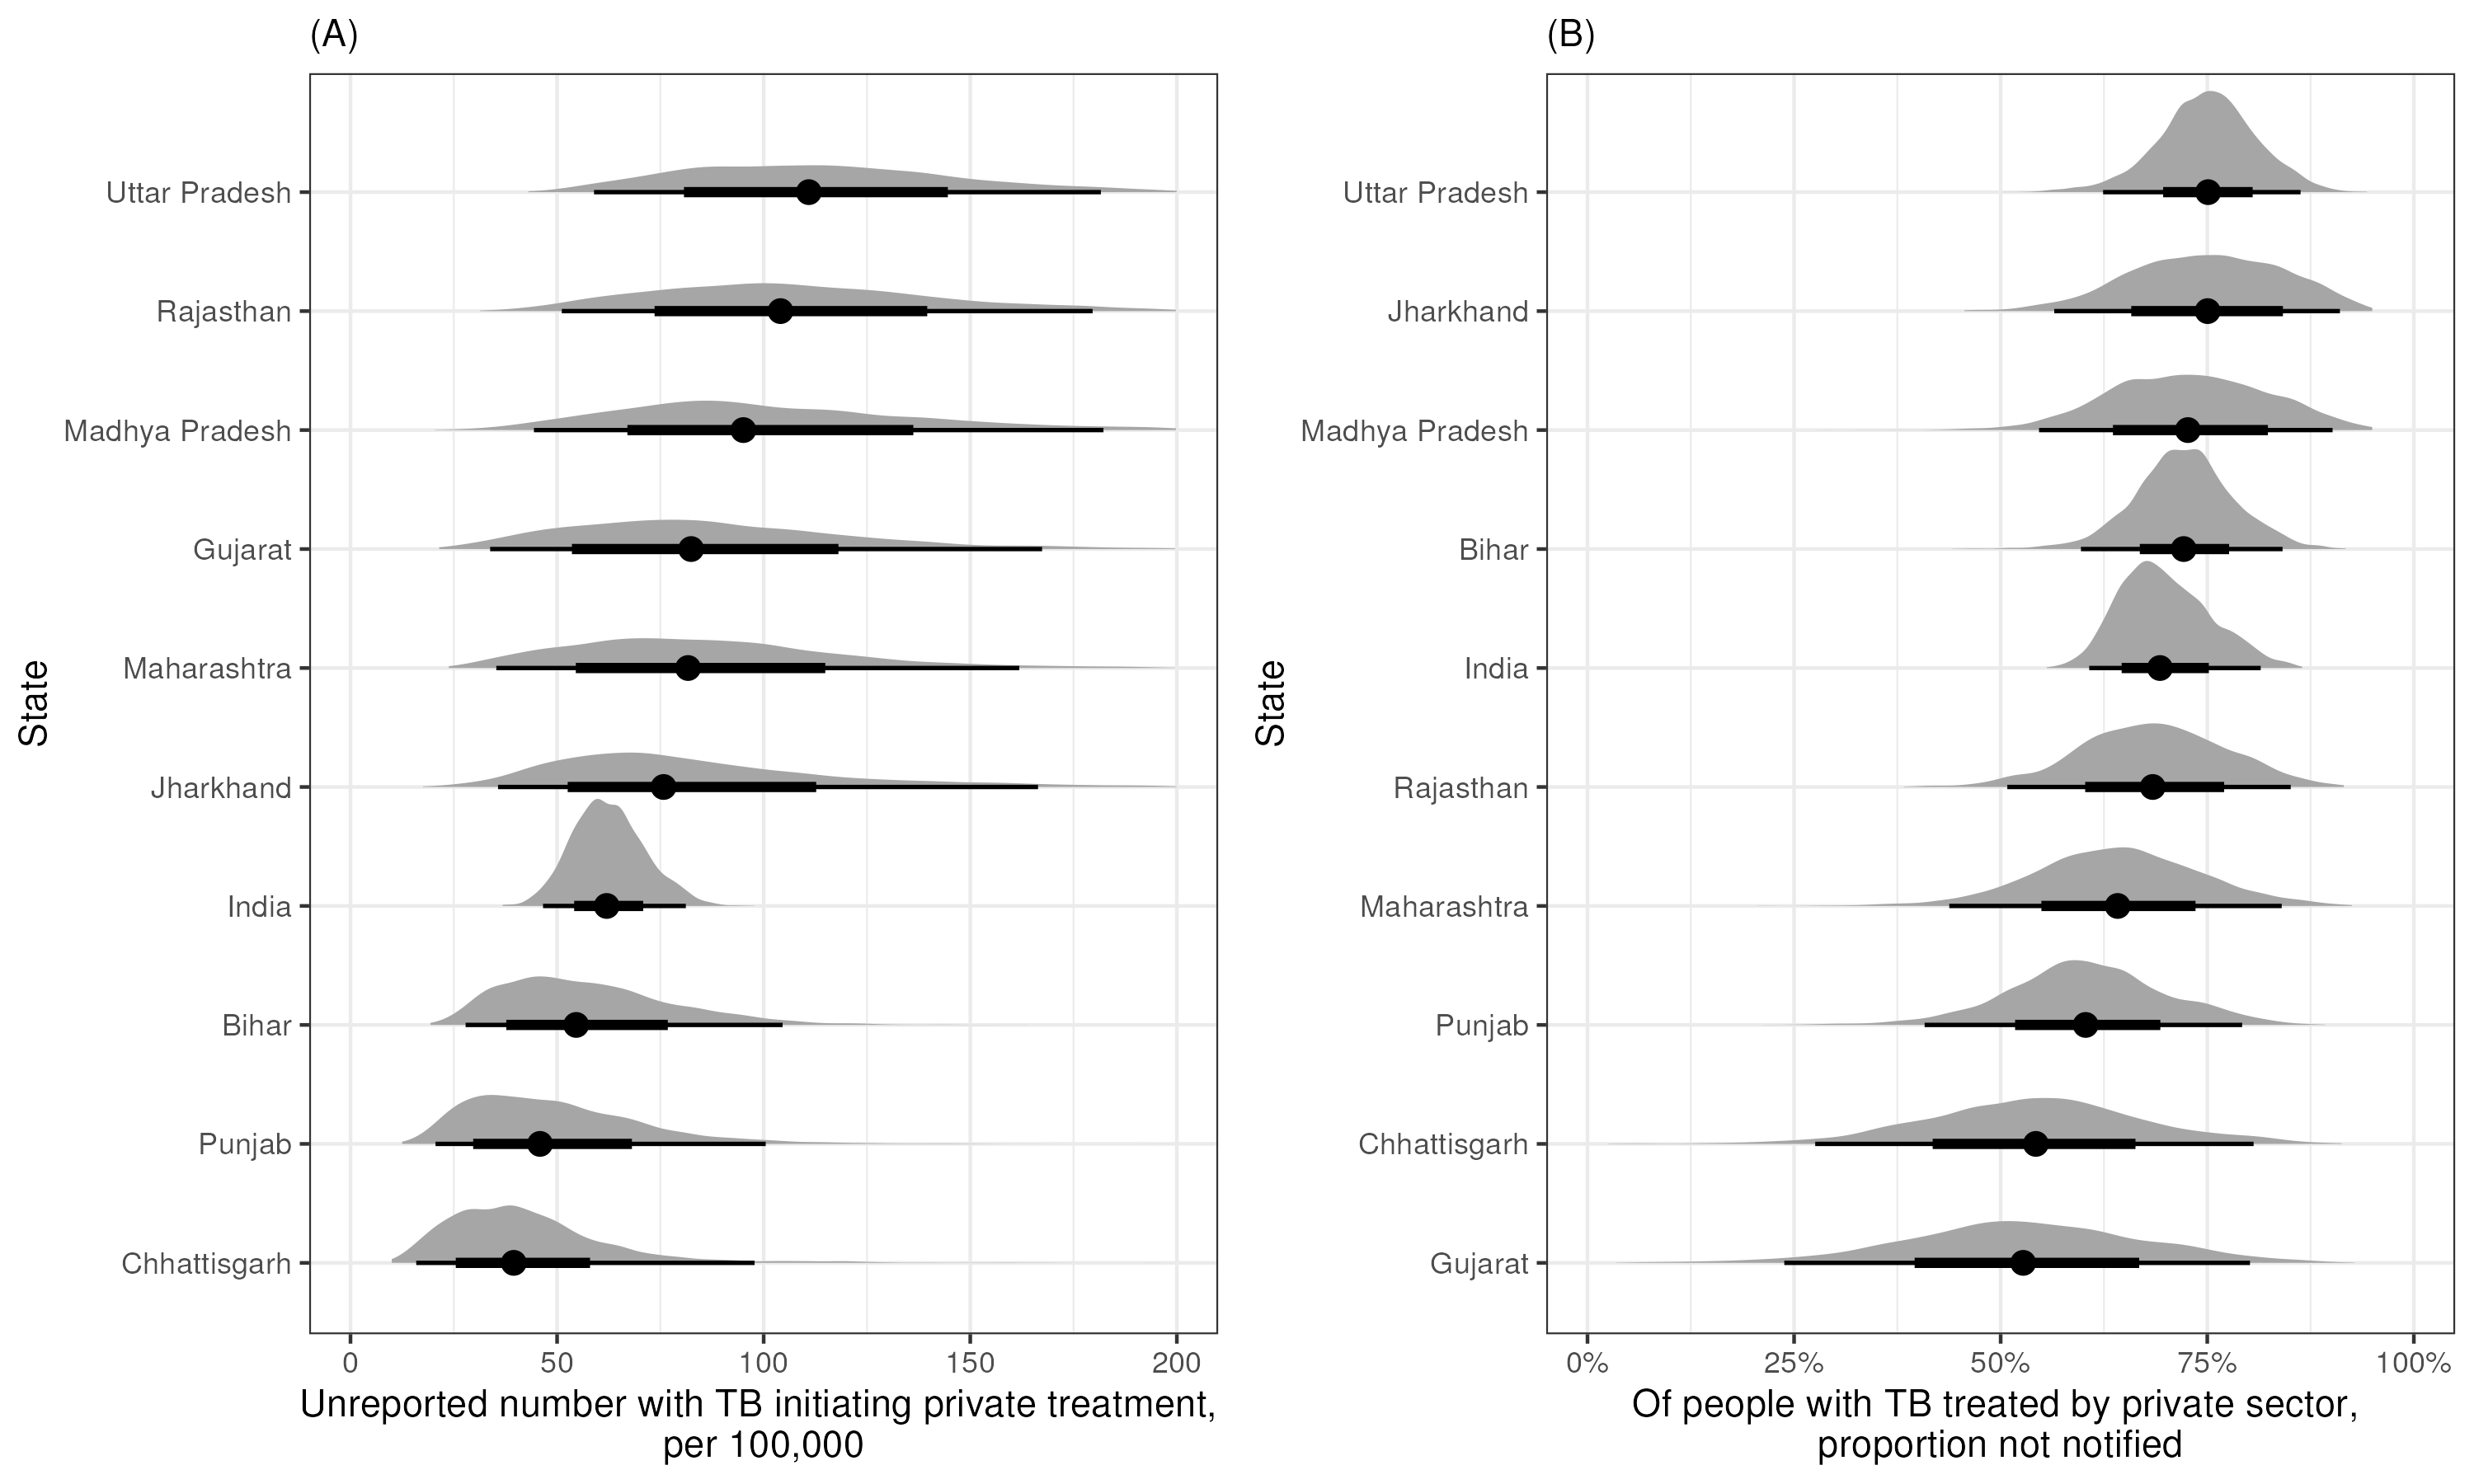 (A)
State
Uttar Pradesh
Rajasthan
Madhya Pradesh
Gujarat
Maharashtra
Jharkhand
India
Bihar
Punjab
Chhattisgarh
0 50 100 150 200
Unreported number with TB initiating private treatment,
per 100,000
(B)
State
Uttar Pradesh
Jharkhand
Madhya Pradesh
Bihar
India
Rajasthan
Maharashtra
Punjab
Chhattisgarh
Gujarat
0% 25% 50% 75% 100%
Of people with TB treated by private sector,
proportion not notified